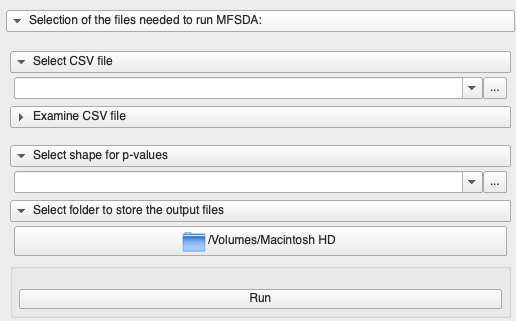 Selection of the files needed to run MFSDA:
Select CSV file
...
Examine CSV file
Select shape for p-values
...
Select folder to store the output files
/Volumes/Macintosh HD
Run